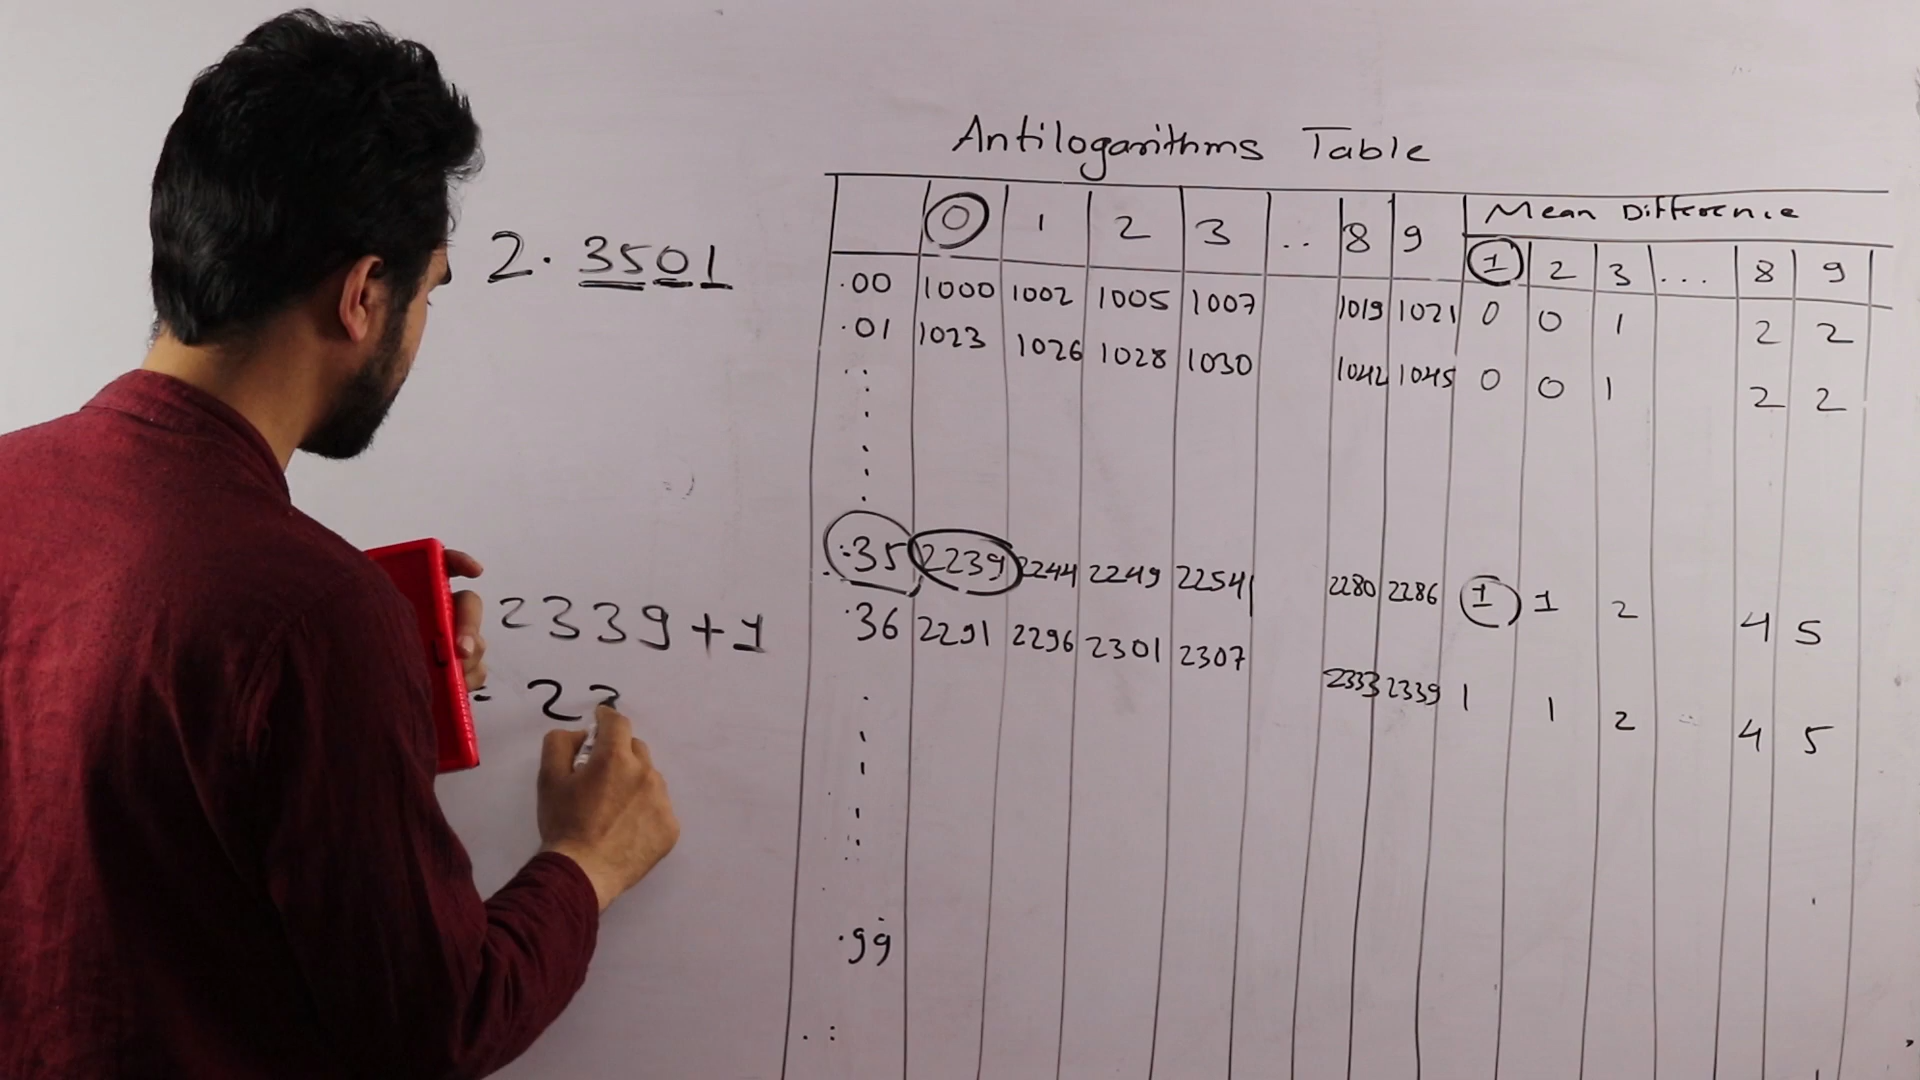 Antilogarithms Table
2.3501
0 1 2 3 .. 8 9 Mean Difference
1 2 3 ... 8 9
.00 1000 1002 1005 1007 1019 1021 0 0 1 2 2
.01 1023 1026 1028 1030 1042 1045 0 0 1 2 2
.35 2239 2244 2249 2254 2280 2286 1 1 2 4 5
.36 2291 2296 2301 2307 2333 2339 1 1 2 4 5
.99
2339+1
= 23